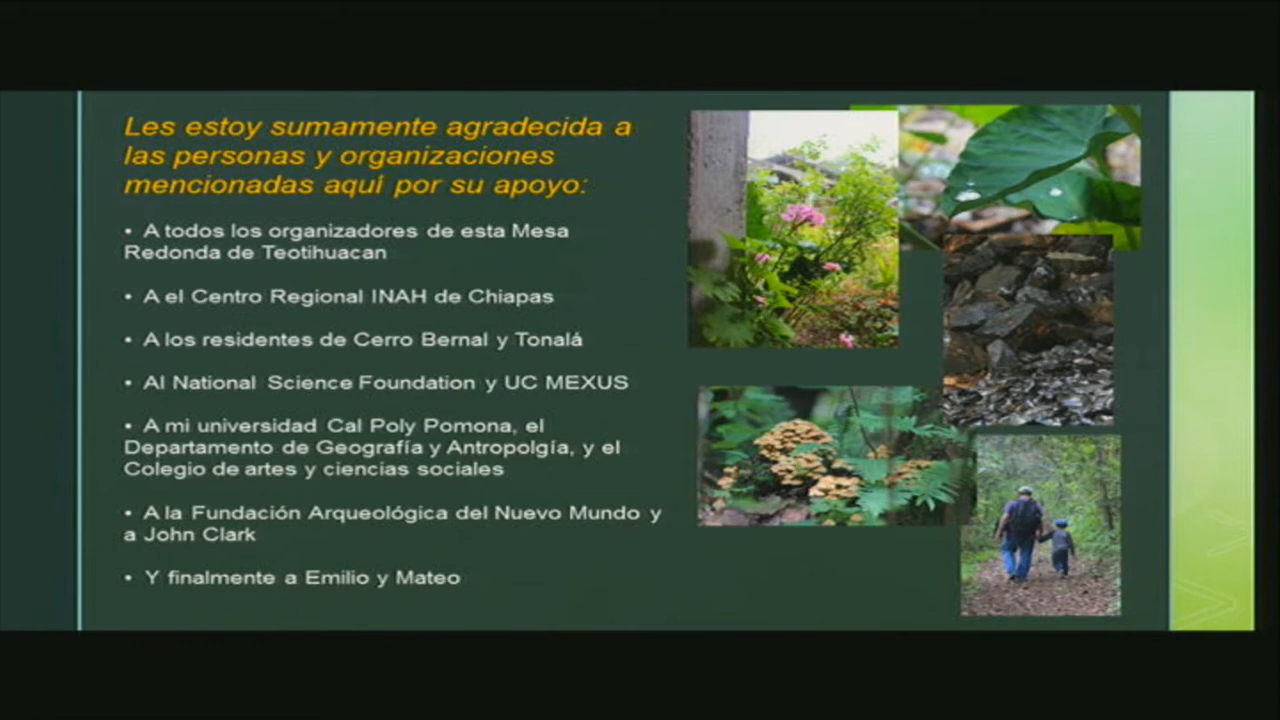 Les estoy sumamente agradecida a
las personas y organizaciones
mencionadas aquí por su apoyo:
• A todos los organizadores de esta Mesa
Redonda de Teotihuacan
• A el Centro Regional INAH de Chiapas
• A los residentes de Cerro Bernal y Tonalá
• Al National Science Foundation y UC MEXUS
• A mi universidad Cal Poly Pomona, el
Departamento de Geografía y Antropolgía, y el
Colegio de artes y ciencias sociales
• A la Fundación Arqueológica del Nuevo Mundo y
a John Clark
• Y finalmente a Emilio y Mateo